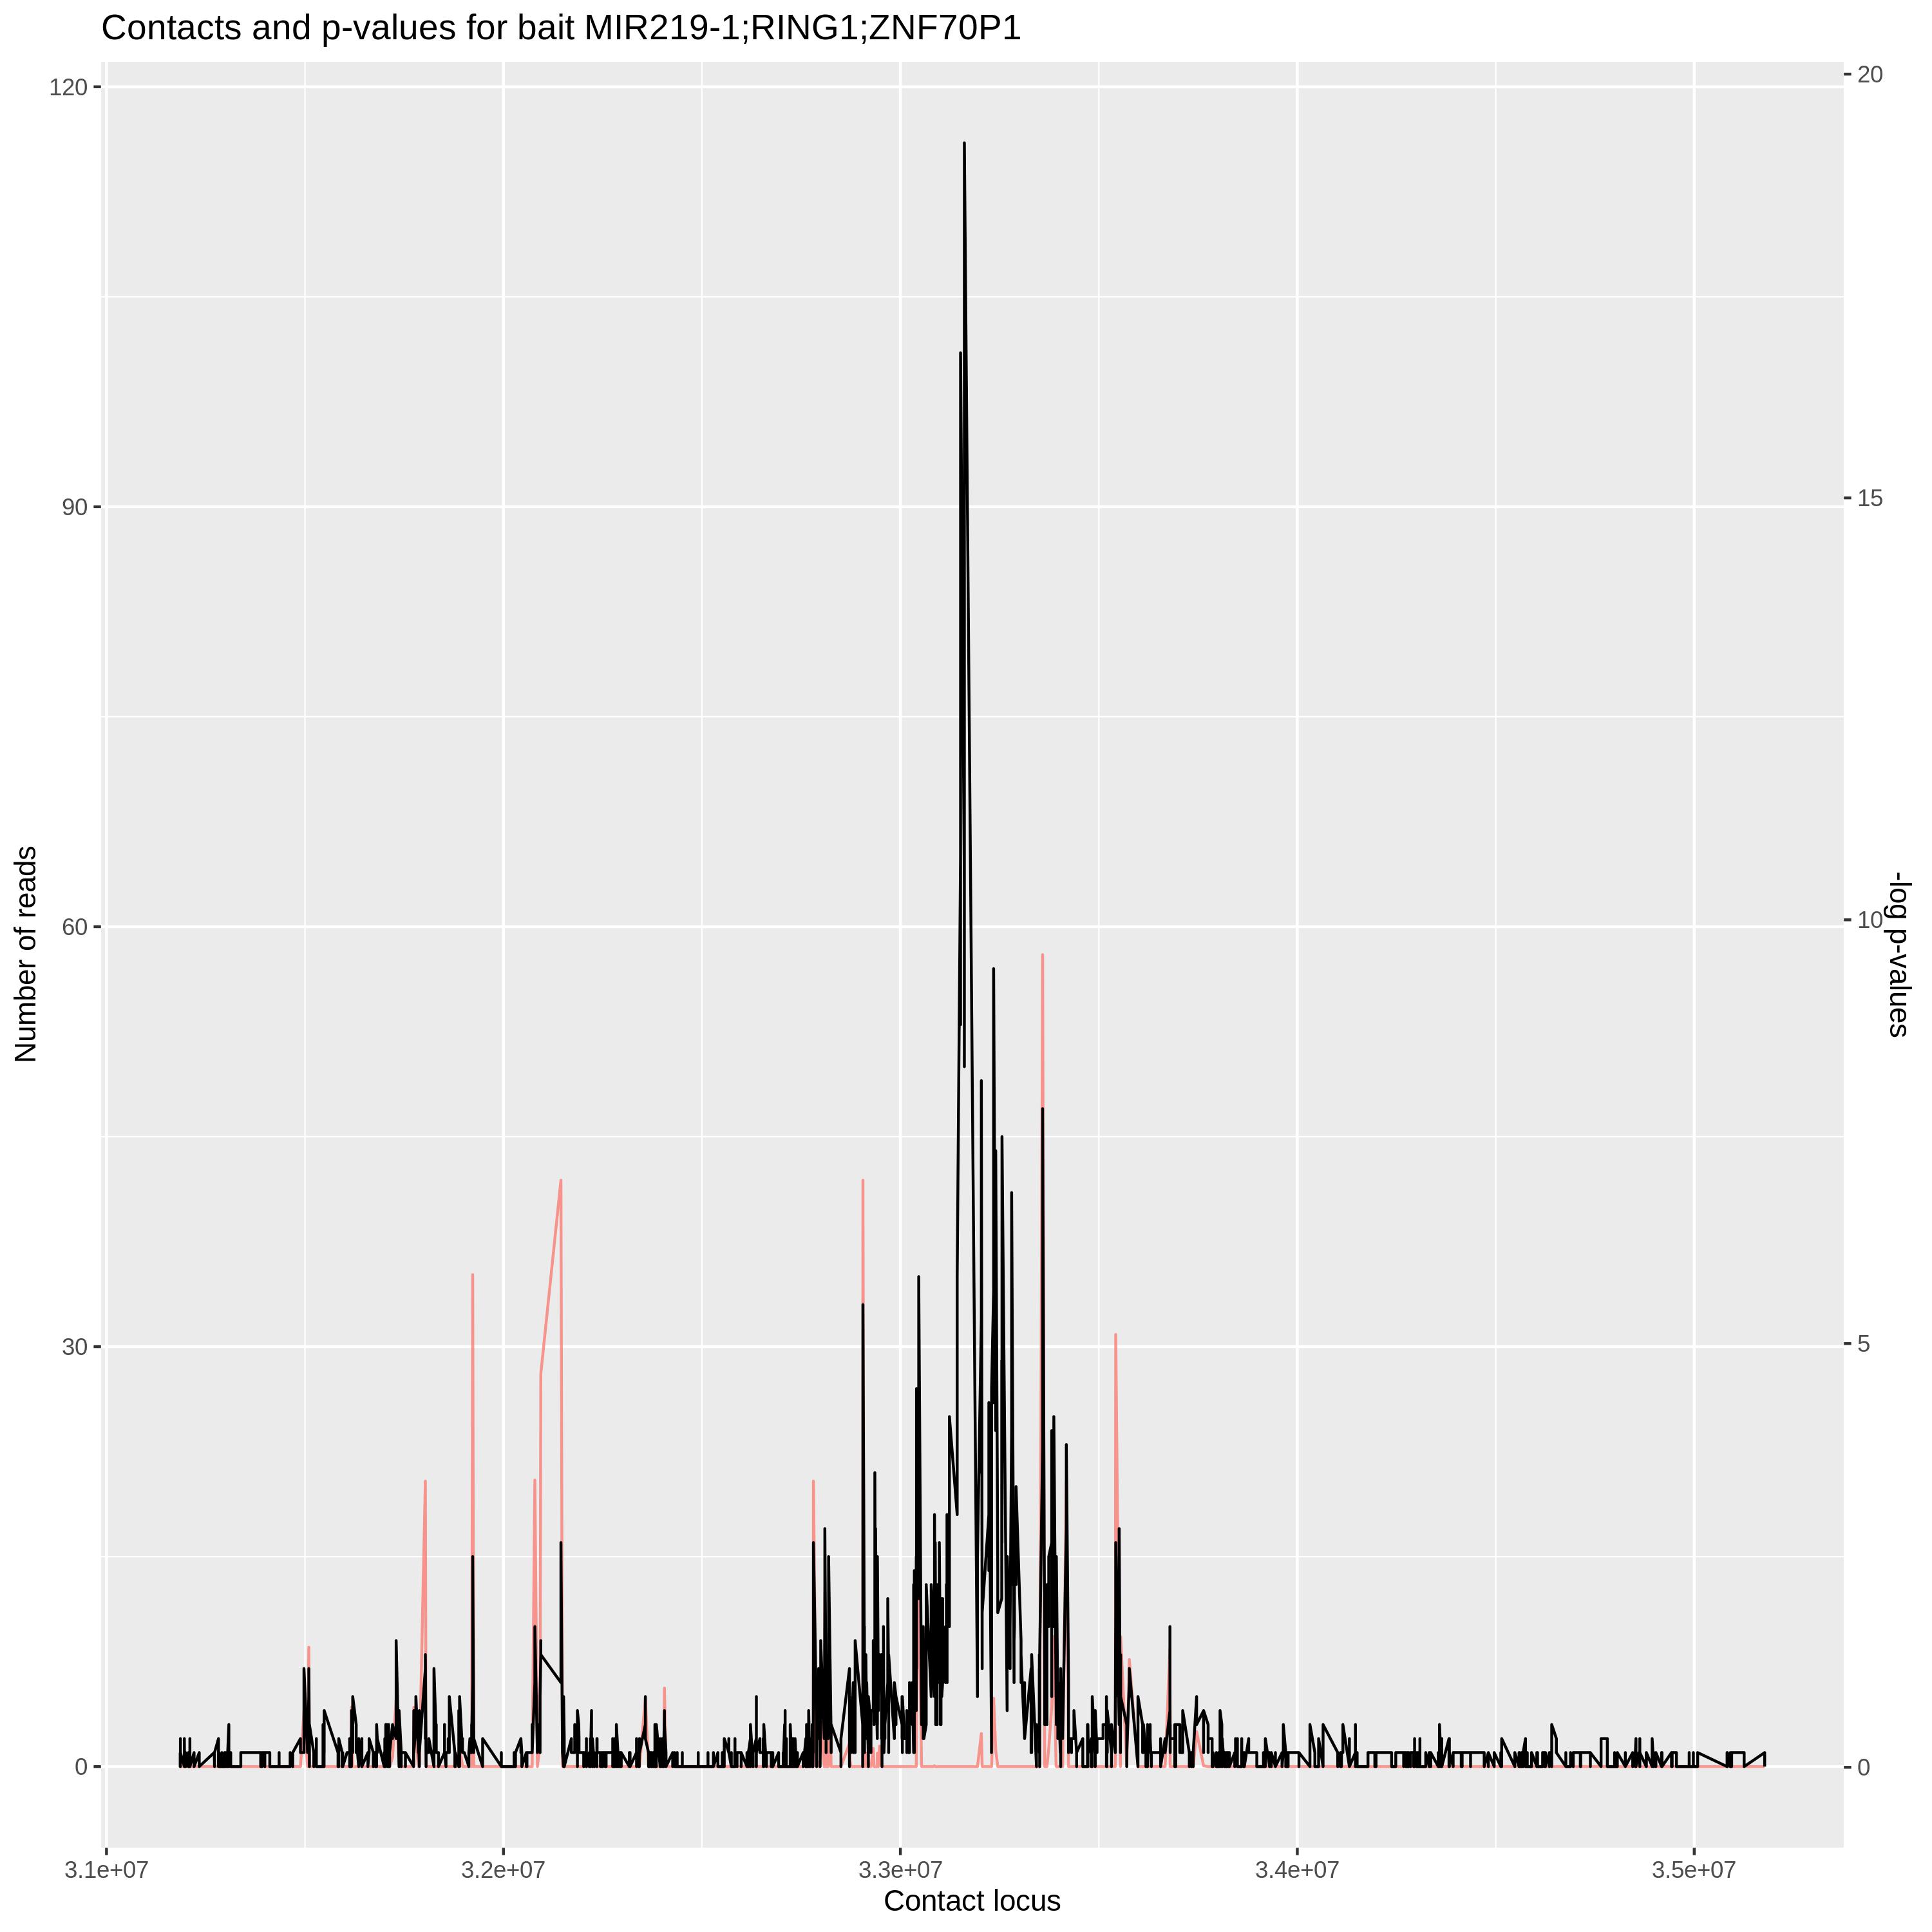 Contacts and p-values for bait MIR219-1;RING1;ZNF70P1
120
90
60
30
0
Number of reads
20
15
10
5
0
-log p-values
3.1e+07
3.2e+07
3.3e+07
3.4e+07
3.5e+07
Contact locus